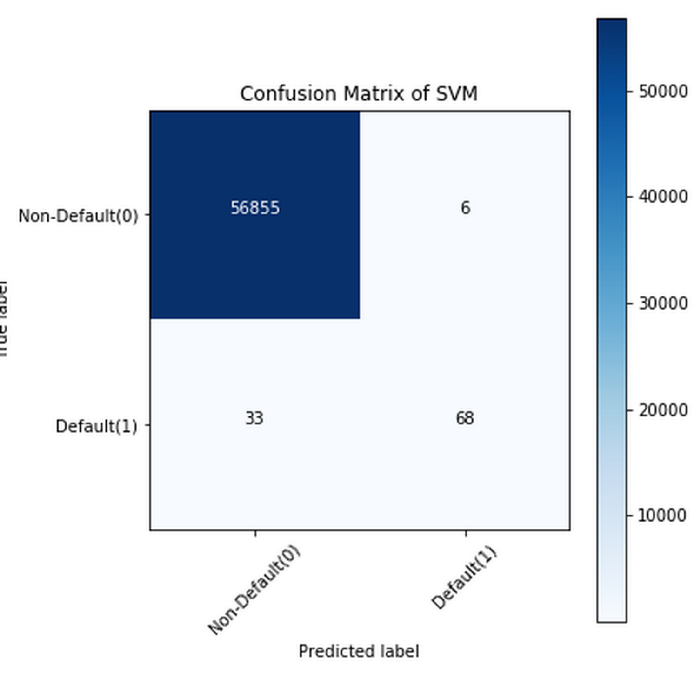 Confusion Matrix of SVM
50000
40000
30000
20000
10000
Non-Default(0)
56855
6
Default(1)
33
68
label
Non-Default(0)
Default(1)
Predicted label